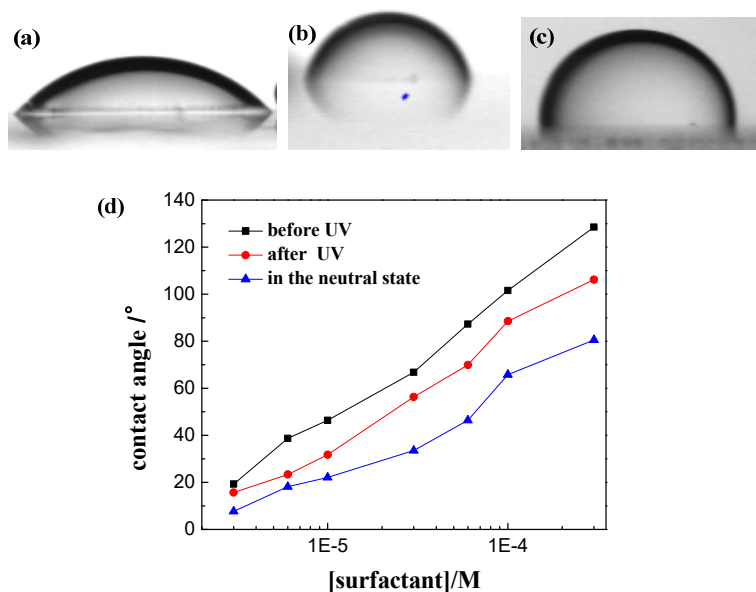 (a)
(b)
(c)
(d)
140
120
100
80
60
40
20
0
before UV
after UV
in the neutral state
contact angle /°
1E-5
1E-4
[surfactant]/M